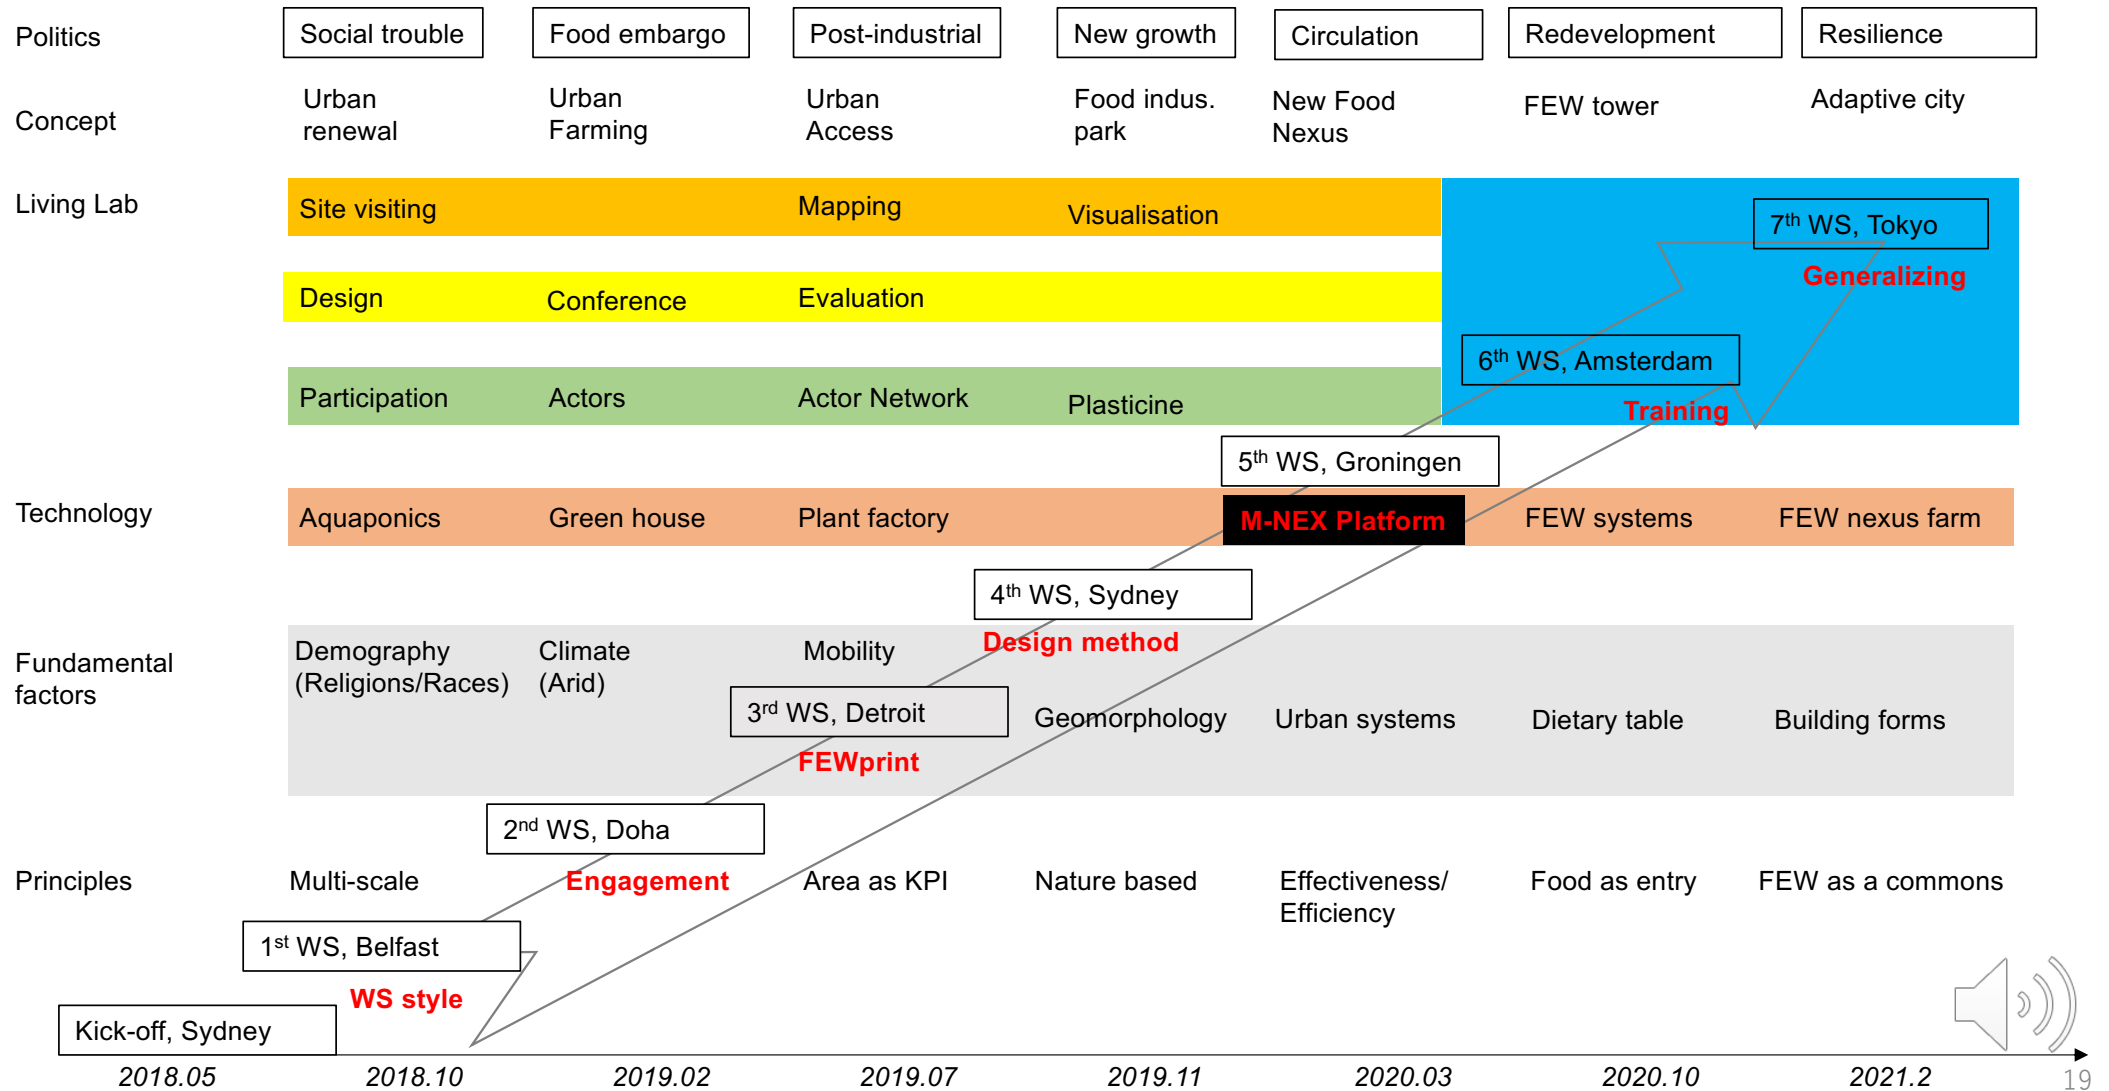 Politics
Social trouble
Food embargo
Post-industrial
New growth
Circulation
Redevelopment
Resilience
Concept
Urban
renewal
Urban
Farming
Urban
Access
Food indus.
park
New Food
Nexus
FEW tower
Adaptive city
Living Lab
Site visiting
Mapping
Visualisation
7th WS, Tokyo
Generalizing
Design
Conference
Evaluation
6th WS, Amsterdam
Training
Participation
Actors
Actor Network
Plasticine
5th WS, Groningen
Technology
Aquaponics
Green house
Plant factory
M-NEX Platform
FEW systems
FEW nexus farm
4th WS, Sydney
Design method
Fundamental
factors
Demography
(Religions/Races)
Climate
(Arid)
Mobility
3rd WS, Detroit
FEWprint
Geomorphology
Urban systems
Dietary table
Building forms
2nd WS, Doha
Engagement
Principles
Multi-scale
Area as KPI
Nature based
Effectiveness/
Efficiency
Food as entry
FEW as a commons
1st WS, Belfast
WS style
Kick-off, Sydney
2018.05
2018.10
2019.02
2019.07
2019.11
2020.03
2020.10
2021.2
19